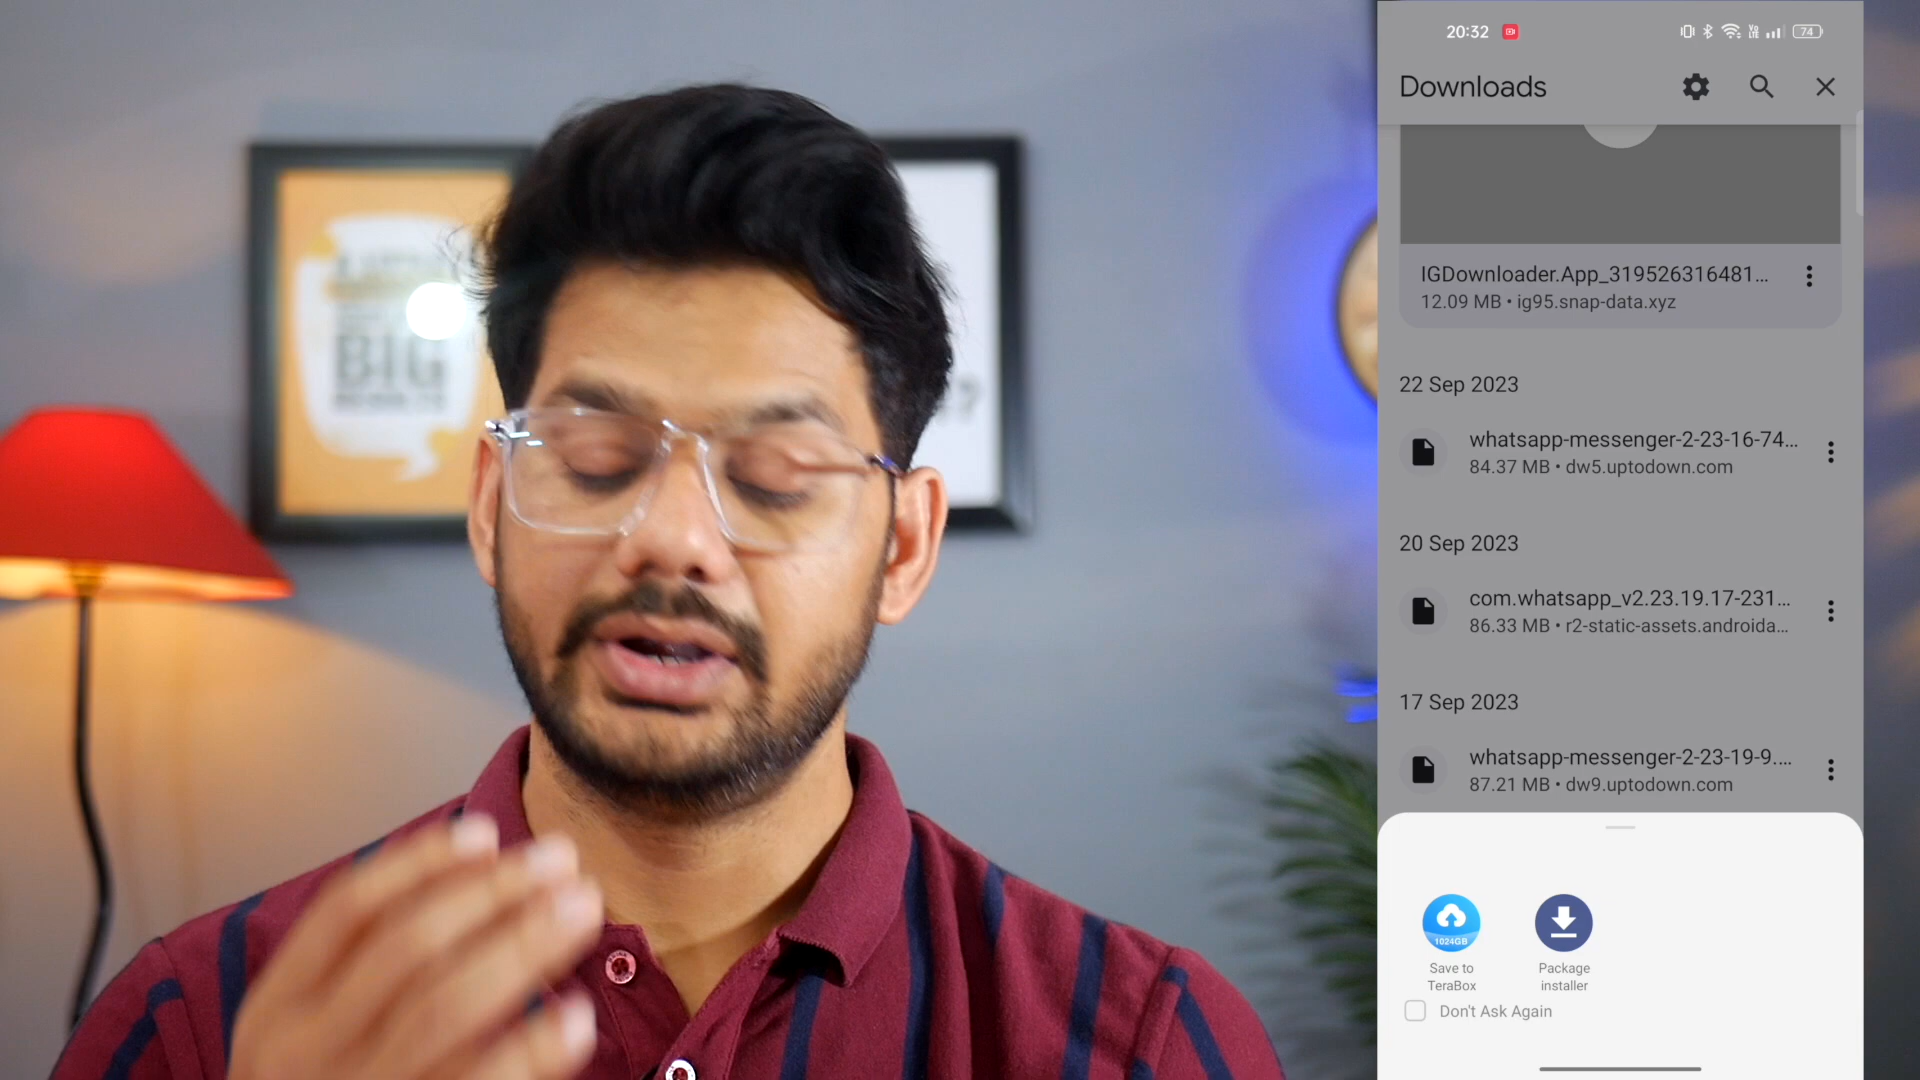 BIG
?
20:32
74
Downloads
IGDownloader.App_319526316481...
12.09 MB • ig95.snap-data.xyz
22 Sep 2023
whatsapp-messenger-2-23-16-74...
84.37 MB • dw5.uptodown.com
20 Sep 2023
com.whatsapp_v2.23.19.17-231...
86.33 MB • r2-static-assets.androida...
17 Sep 2023
whatsapp-messenger-2-23-19-9....
87.21 MB • dw9.uptodown.com
1024GB
Save to
TeraBox
Package
installer
Don't Ask Again